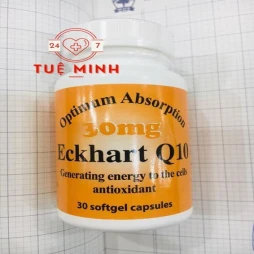 24 7
TUỆ MINH
Optimum Absorption
30mg
Eckhart Q10
Generating energy to the cells
antioxidant
30 softgel capsules